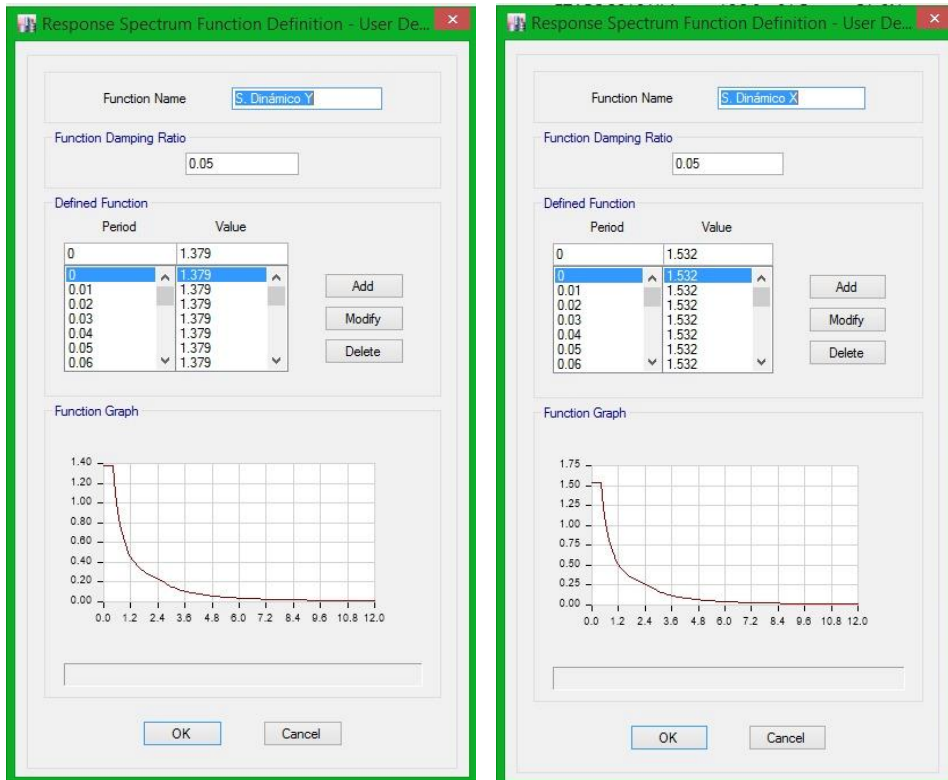 Response Spectrum Function Definition - User De...
Function Name
S. Dinámico Y
Function Damping Ratio
0.05
Defined Function
Period Value
0 1.379
0 1.379
0.01 1.379
0.02 1.379
0.03 1.379
0.04 1.379
0.05 1.379
0.06 1.379
Add
Modify
Delete
Function Graph
1.40
1.20
1.00
0.80
0.60
0.40
0.20
0.00
0.0 1.2 2.4 3.6 4.8 6.0 7.2 8.4 9.6 10.8 12.0
OK Cancel
Response Spectrum Function Definition - User De...
Function Name
S. Dinámico X
Function Damping Ratio
0.05
Defined Function
Period Value
0 1.532
0 1.532
0.01 1.532
0.02 1.532
0.03 1.532
0.04 1.532
0.05 1.532
0.06 1.532
Add
Modify
Delete
Function Graph
1.75
1.50
1.25
1.00
0.75
0.50
0.25
0.00
0.0 1.2 2.4 3.6 4.8 6.0 7.2 8.4 9.6 10.8 12.0
OK Cancel